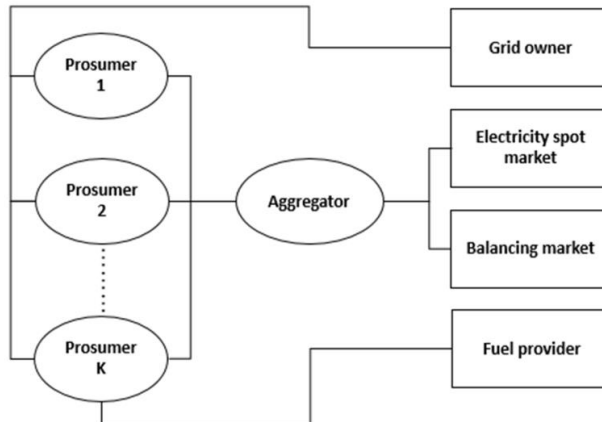 Prosumer
1
Grid owner
Electricity spot
market
Prosumer
2
Aggregator
Balancing market
Prosumer
K
Fuel provider